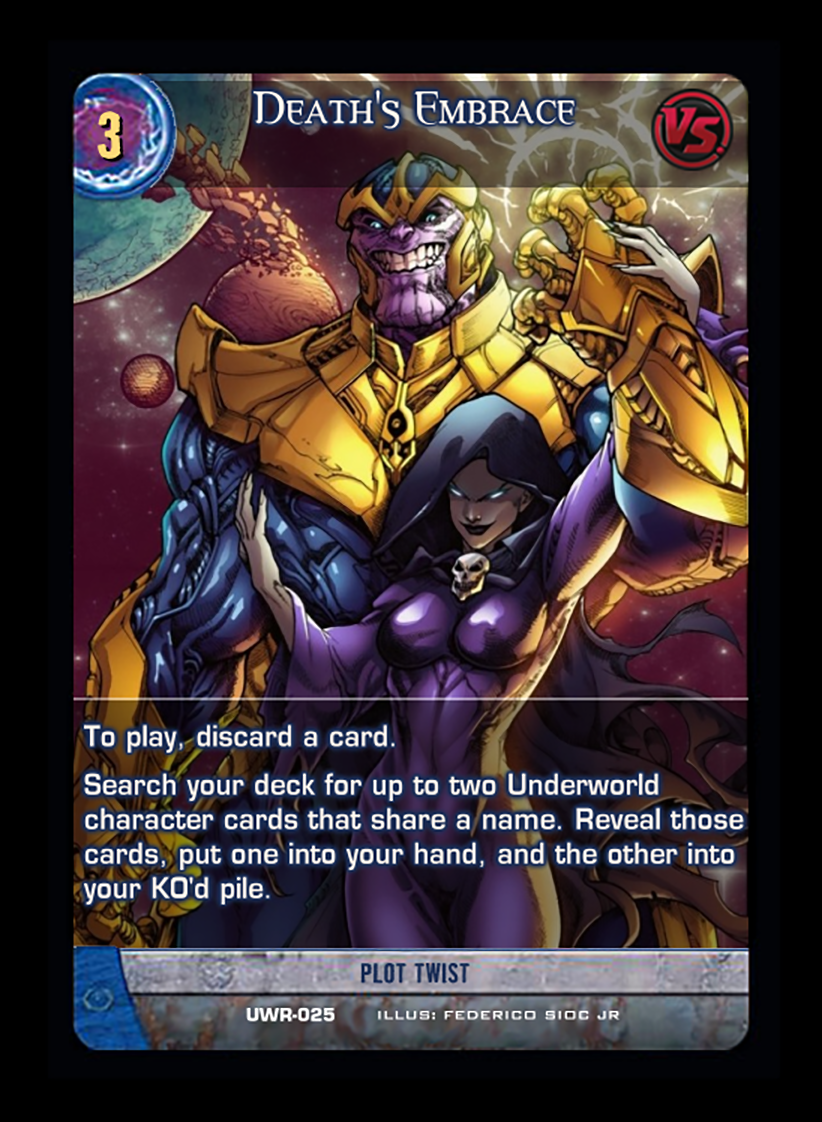 3
Death's Embrace
VS.
To play, discard a card.
Search your deck for up to two Underworld
character cards that share a name. Reveal those
cards, put one into your hand, and the other into
your KO'd pile.
PLOT TWIST
UWR-025 ILLUS: FEDERICO SIOC JR